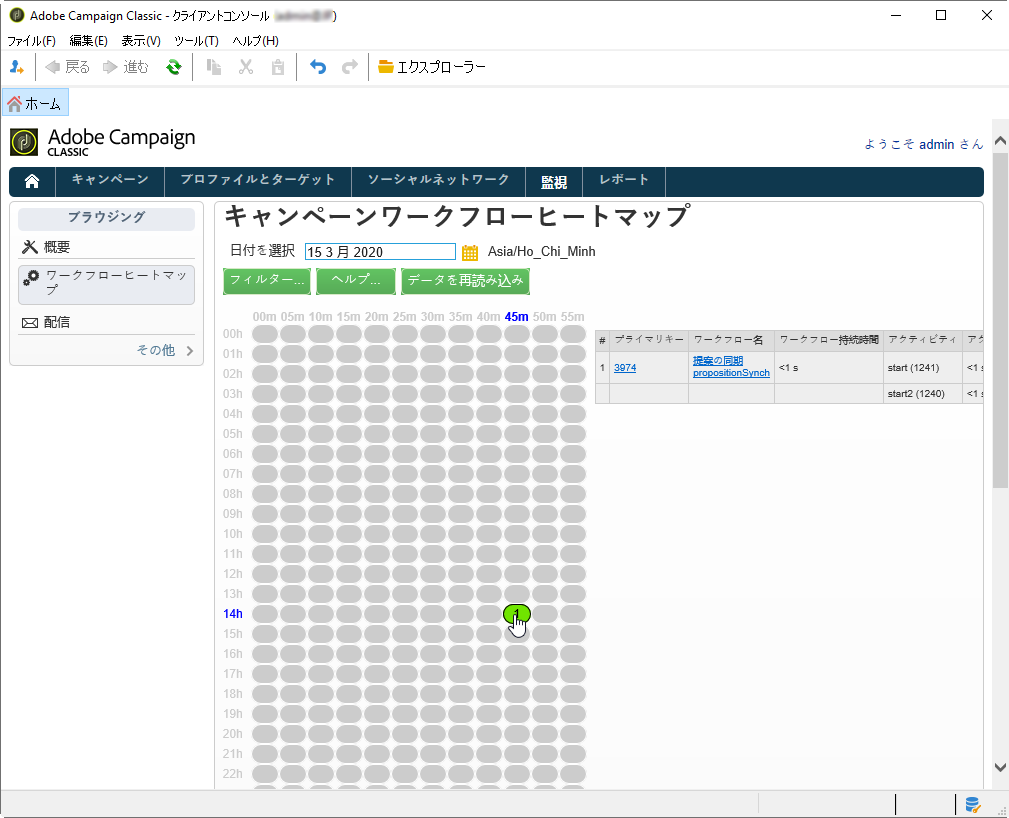 Adobe Campaign Classic - クライアントコンソール
ファイル(F) 編集(E) 表示(V) ツール(T) ヘルプ(H)
戻る 進む エクスプローラー
ホーム
Adobe Campaign
CLASSIC
ようこそ admin さん
キャンペーン プロファイルとターゲット ソーシャルネットワーク 監視 レポート
ブラウジング
概要
ワークフローヒートマッ
プ
配信
その他
キャンペーンワークフローヒートマップ
日付を選択 15 3 月 2020 Asia/Ho_Chi_Minh
フィルター... ヘルプ... データを再読み込み
00m 05m 10m 15m 20m 25m 30m 35m 40m 45m 50m 55m
00h
01h
02h
03h
04h
05h
06h
07h
08h
09h
10h
11h
12h
13h
14h 1
15h
16h
17h
18h
19h
20h
21h
22h
# プライマリキー ワークフロー名 ワークフロー持続時間 アクティビティ アク
1 3974 提案の同期 <1 s start (1241) <1 s
propositionSynch
start2 (1240) <1 s